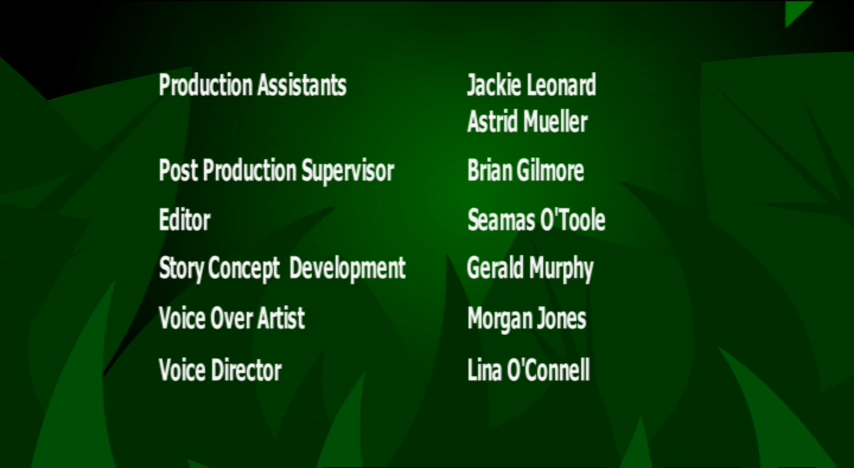 Production Assistants Jackie Leonard
Astrid Mueller
Post Production Supervisor Brian Gilmore
Editor Seamas O'Toole
Story Concept Development Gerald Murphy
Voice Over Artist Morgan Jones
Voice Director Lina O'Connell